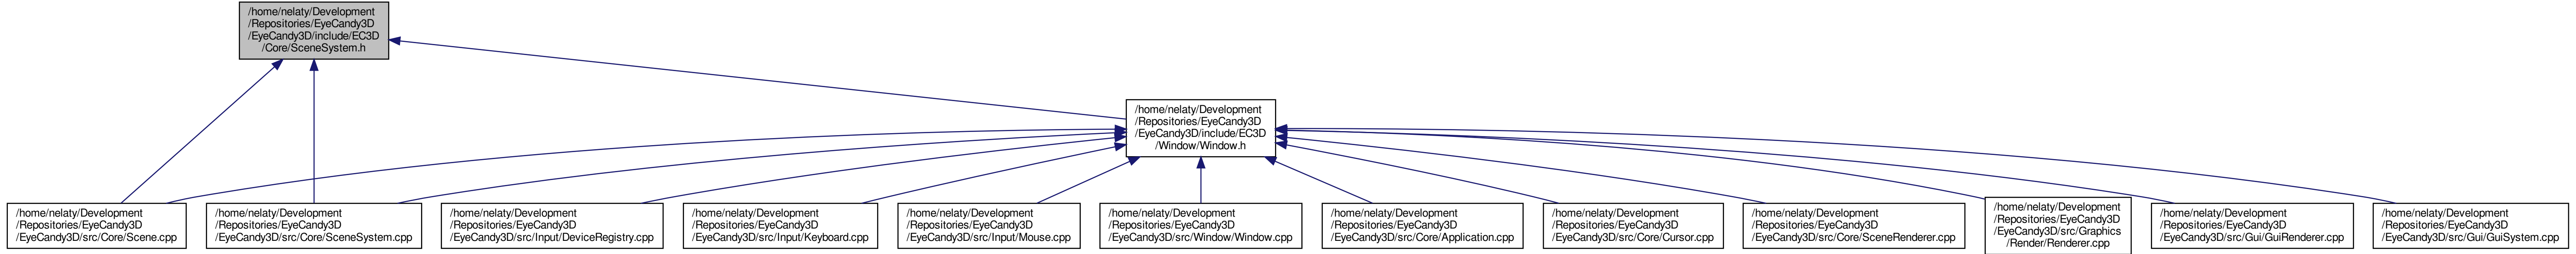 /home/nelaty/Development
/Repositories/EyeCandy3D
/EyeCandy3D/include/EC3D
/Core/SceneSystem.h
/home/nelaty/Development
/Repositories/EyeCandy3D
/EyeCandy3D/include/EC3D
/Window/Window.h
/home/nelaty/Development
/Repositories/EyeCandy3D
/EyeCandy3D/src/Core/Scene.cpp
/home/nelaty/Development
/Repositories/EyeCandy3D
/EyeCandy3D/src/Core/SceneSystem.cpp
/home/nelaty/Development
/Repositories/EyeCandy3D
/EyeCandy3D/src/Input/DeviceRegistry.cpp
/home/nelaty/Development
/Repositories/EyeCandy3D
/EyeCandy3D/src/Input/Keyboard.cpp
/home/nelaty/Development
/Repositories/EyeCandy3D
/EyeCandy3D/src/Input/Mouse.cpp
/home/nelaty/Development
/Repositories/EyeCandy3D
/EyeCandy3D/src/Window/Window.cpp
/home/nelaty/Development
/Repositories/EyeCandy3D
/EyeCandy3D/src/Core/Application.cpp
/home/nelaty/Development
/Repositories/EyeCandy3D
/EyeCandy3D/src/Core/Cursor.cpp
/home/nelaty/Development
/Repositories/EyeCandy3D
/EyeCandy3D/src/Core/SceneRenderer.cpp
/home/nelaty/Development
/Repositories/EyeCandy3D
/EyeCandy3D/src/Graphics
/Render/Renderer.cpp
/home/nelaty/Development
/Repositories/EyeCandy3D
/EyeCandy3D/src/Gui/GuiRenderer.cpp
/home/nelaty/Development
/Repositories/EyeCandy3D
/EyeCandy3D/src/Gui/GuiSystem.cpp